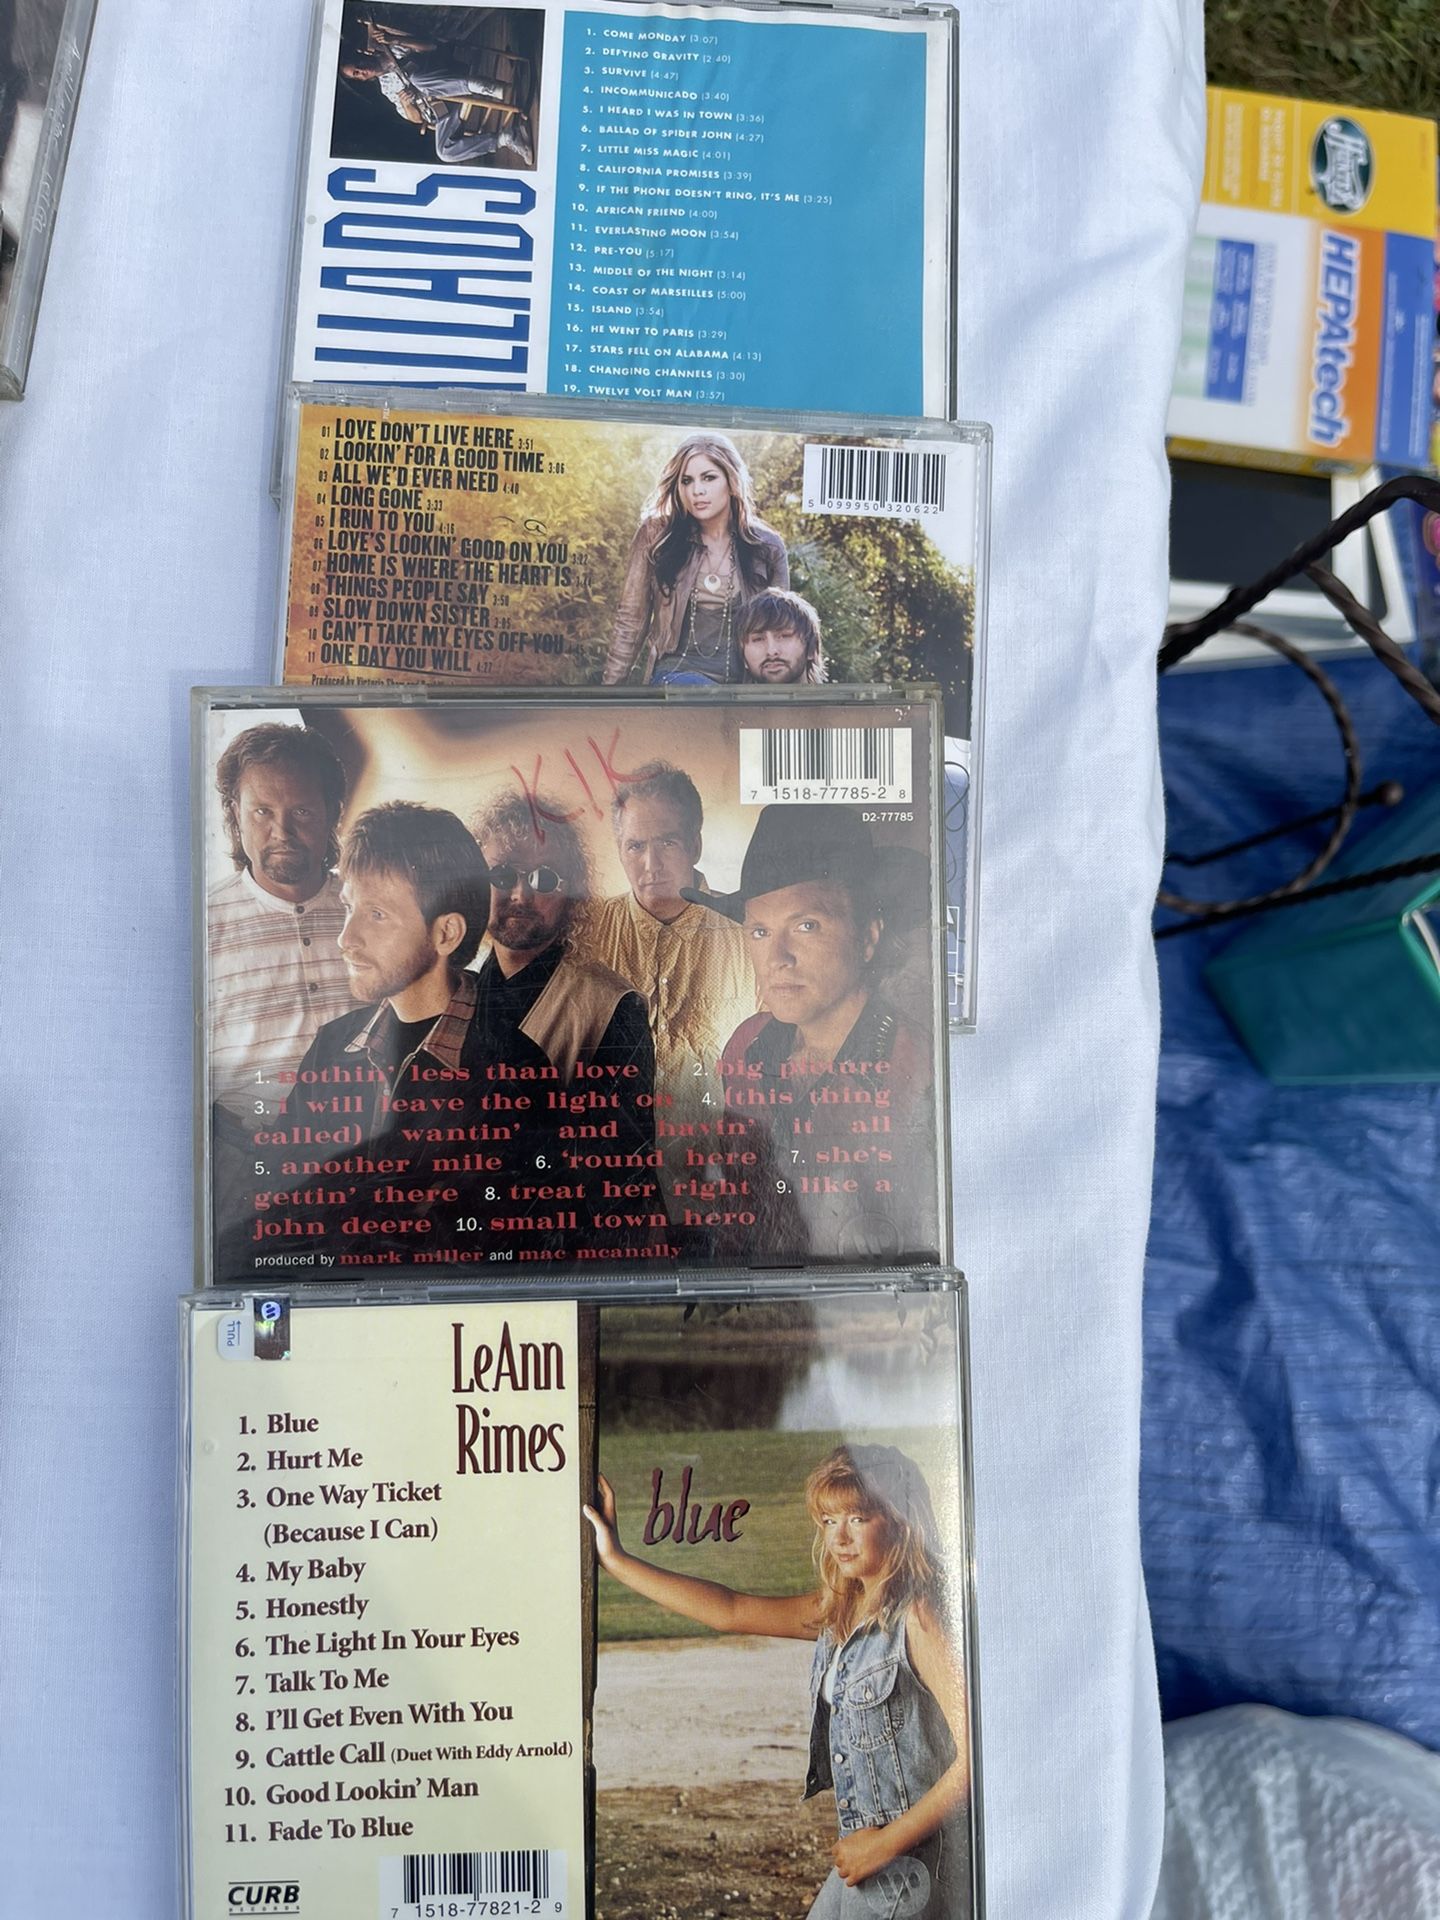 1. COME MONDAY (3:07)
2. DEFYING GRAVITY (2:40)
3. SURVIVE (4:47)
4. INCOMMUNICADO (3:40)
5. I HEARD I WAS IN TOWN (3:36)
6. BALLAD OF SPIDER JOHN (4:27)
7. LITTLE MISS MAGIC (4:01)
8. CALIFORNIA PROMISES (3:39)
9. IF THE PHONE DOESN'T RING, IT'S ME (3:25)
10. AFRICAN FRIEND (4:00)
11. EVERLASTING MOON (3:54)
12. PRE-YOU (5:17)
13. MIDDLE OF THE NIGHT (3:14)
14. COAST OF MARSEILLES (5:00)
15. ISLAND (3:54)
16. HE WENT TO PARIS (3:29)
17. STARS FELL ON ALABAMA (4:13)
18. CHANGING CHANNELS (3:30)
19. TWELVE VOLT MAN (3:57)
LLADS
HEPAtech
01 LOVE DON'T LIVE HERE 3:51
02 LOOKIN' FOR A GOOD TIME 3:06
03 ALL WE'D EVER NEED 4:40
04 LONG GONE 3:33
05 I RUN TO YOU 4:16
06 LOVE'S LOOKIN' GOOD ON YOU 3:22
07 HOME IS WHERE THE HEART IS
08 THINGS PEOPLE SAY 3:50
09 SLOW DOWN SISTER 3:05
10 CAN'T TAKE MY EYES OFF YOU
11 ONE DAY YOU WILL 4:27
Produced by Victoria Shaw and
5 099950 320622
KIK
7 1518-77785-2 8
D2-77785
1. nothin' less than love 2. big picture
3. i will leave the light on 4. (this thing
called) wantin' and havin' it all
5. another mile 6. 'round here 7. she's
gettin' there 8. treat her right 9. like a
john deere 10. small town hero
produced by mark miller and mac mcanally
PULL
LeAnn
Rimes
blue
1. Blue
2. Hurt Me
3. One Way Ticket
(Because I Can)
4. My Baby
5. Honestly
6. The Light In Your Eyes
7. Talk To Me
8. I'll Get Even With You
9. Cattle Call (Duet With Eddy Arnold)
10. Good Lookin' Man
11. Fade To Blue
CURB
RECORDS
7 1518-77821-2 9